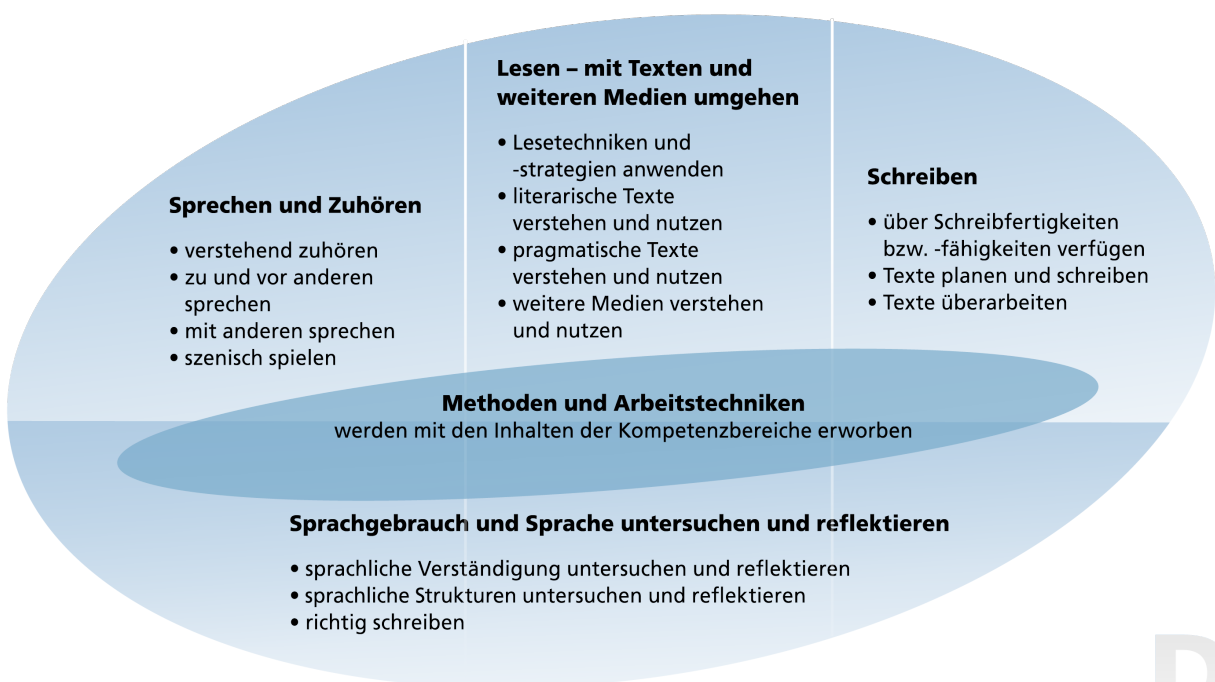 Sprechen und Zuhören
• verstehend zuhören
• zu und vor anderen
sprechen
• mit anderen sprechen
• szenisch spielen
Lesen – mit Texten und
weiteren Medien umgehen
• Lesetechniken und
-strategien anwenden
• literarische Texte
verstehen und nutzen
• pragmatische Texte
verstehen und nutzen
• weitere Medien verstehen
und nutzen
Schreiben
• über Schreibfertigkeiten
bzw. -fähigkeiten verfügen
• Texte planen und schreiben
• Texte überarbeiten
Methoden und Arbeitstechniken
werden mit den Inhalten der Kompetenzbereiche erworben
Sprachgebrauch und Sprache untersuchen und reflektieren
• sprachliche Verständigung untersuchen und reflektieren
• sprachliche Strukturen untersuchen und reflektieren
• richtig schreiben